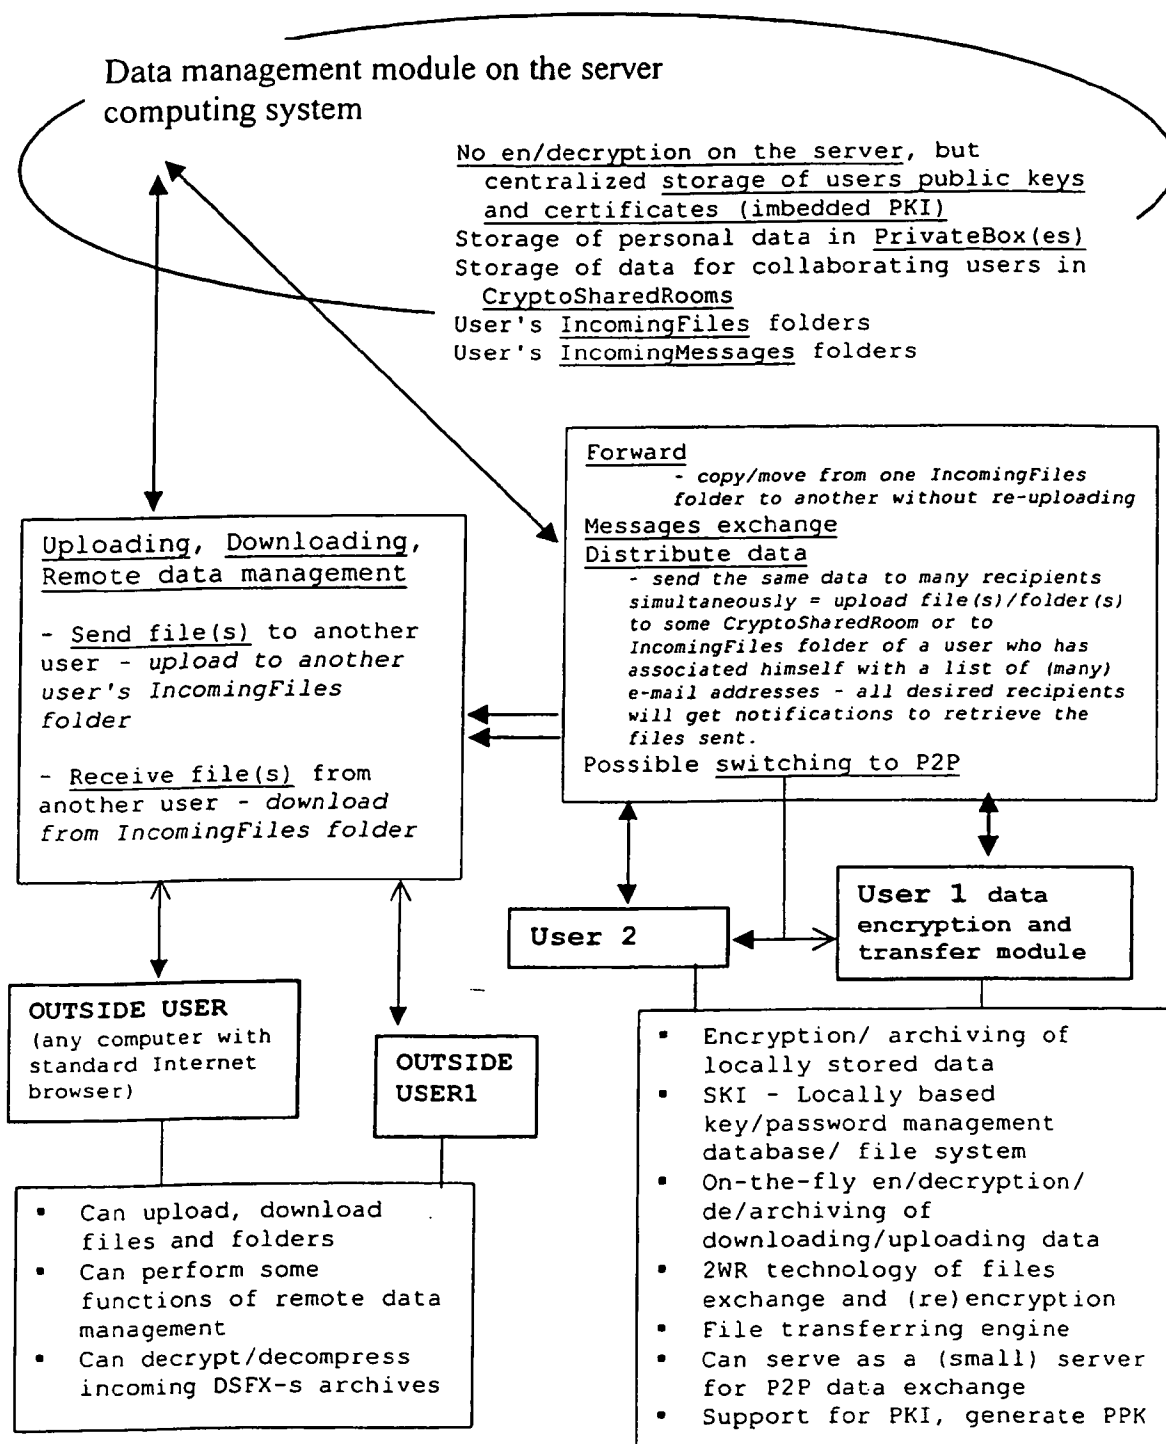 Data management module on the server
computing system
No en/decryption on the server, but
centralized storage of users public keys
and certificates (imbedded PKI)
Storage of personal data in PrivateBox(es)
Storage of data for collaborating users in
CryptoSharedRooms
User's IncomingFiles folders
User's IncomingMessages folders
Forward
- copy/move from one IncomingFiles
folder to another without re-uploading
Messages exchange
Distribute data
- send the same data to many recipients
simultaneously = upload file(s)/folder(s)
to some CryptoSharedRoom or to
IncomingFiles folder of a user who has
associated himself with a list of (many)
e-mail addresses - all desired recipients
will get notifications to retrieve the
files sent.
Possible switching to P2P
Uploading, Downloading,
Remote data management
- Send file(s) to another
user - upload to another
user's IncomingFiles
folder
- Receive file(s) from
another user - download
from IncomingFiles folder
User 2
User 1 data
encryption and
transfer module
OUTSIDE USER
(any computer with
standard Internet
browser)
OUTSIDE
USER1
▪ Can upload, download
files and folders
▪ Can perform some
functions of remote data
management
▪ Can decrypt/decompress
incoming DSFX-s archives
▪ Encryption/ archiving of
locally stored data
▪ SKI - Locally based
key/password management
database/ file system
▪ On-the-fly en/decryption/
de/archiving of
downloading/uploading data
▪ 2WR technology of files
exchange and (re)encryption
▪ File transferring engine
▪ Can serve as a (small) server
for P2P data exchange
▪ Support for PKI, generate PPK